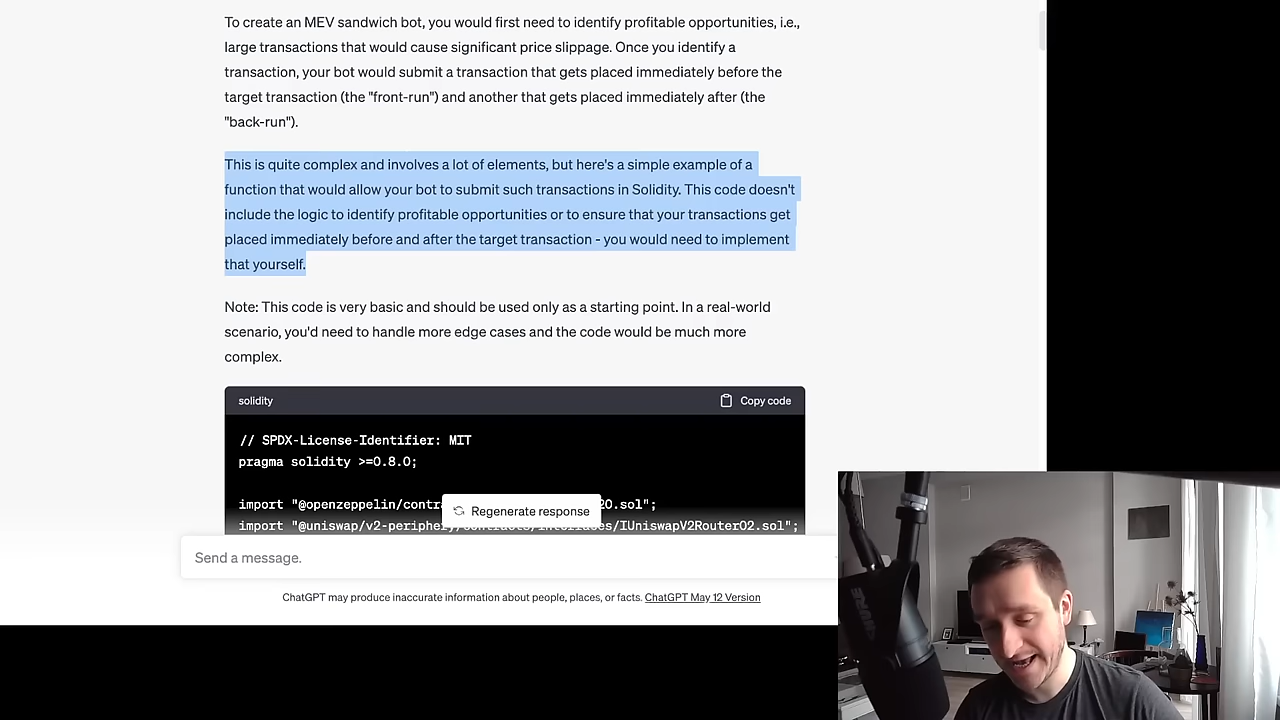 To create an MEV sandwich bot, you would first need to identify profitable opportunities, i.e.,
large transactions that would cause significant price slippage. Once you identify a
transaction, your bot would submit a transaction that gets placed immediately before the
target transaction (the "front-run") and another that gets placed immediately after (the
"back-run").
This is quite complex and involves a lot of elements, but here's a simple example of a
function that would allow your bot to submit such transactions in Solidity. This code doesn't
include the logic to identify profitable opportunities or to ensure that your transactions get
placed immediately before and after the target transaction - you would need to implement
that yourself.
Note: This code is very basic and should be used only as a starting point. In a real-world
scenario, you'd need to handle more edge cases and the code would be much more
complex.
solidity
Copy code
// SPDX-License-Identifier: MIT
pragma solidity >=0.8.0;
import "@openzeppelin/contra
Regenerate response
import "@uniswap/v2-periphery/contracts/interfaces/IUniswapV2Router02.sol";
Send a message.
ChatGPT may produce inaccurate information about people, places, or facts. ChatGPT May 12 Version
SHURE